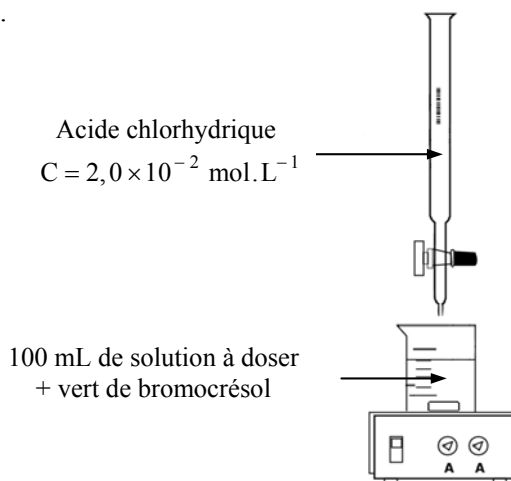 .
Acide chlorhydrique
C = 2,0 × 10⁻² mol.L⁻¹
100 mL de solution à doser
+ vert de bromocrésol
A A